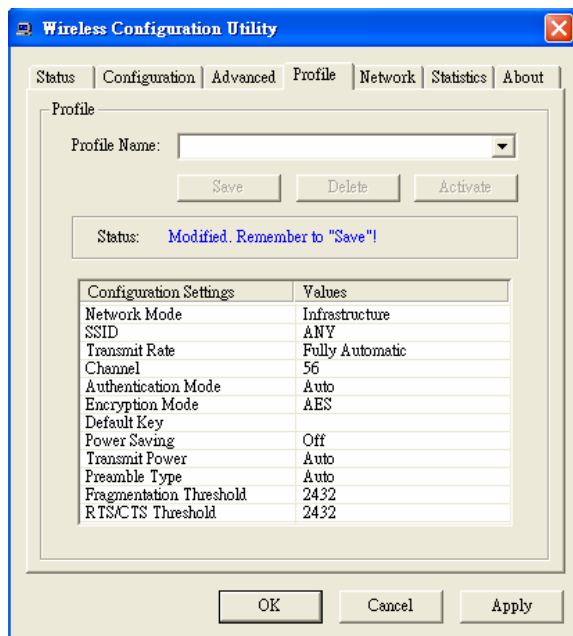 Wireless Configuration Utility
Status Configuration Advanced Profile Network Statistics About
Profile
Profile Name:
Save Delete Activate
Status: Modified. Remember to "Save"!
Configuration Settings Values
Network Mode Infrastructure
SSID ANY
Transmit Rate Fully Automatic
Channel 56
Authentication Mode Auto
Encryption Mode AES
Default Key
Power Saving Off
Transmit Power Auto
Preamble Type Auto
Fragmentation Threshold 2432
RTS/CTS Threshold 2432
OK Cancel Apply